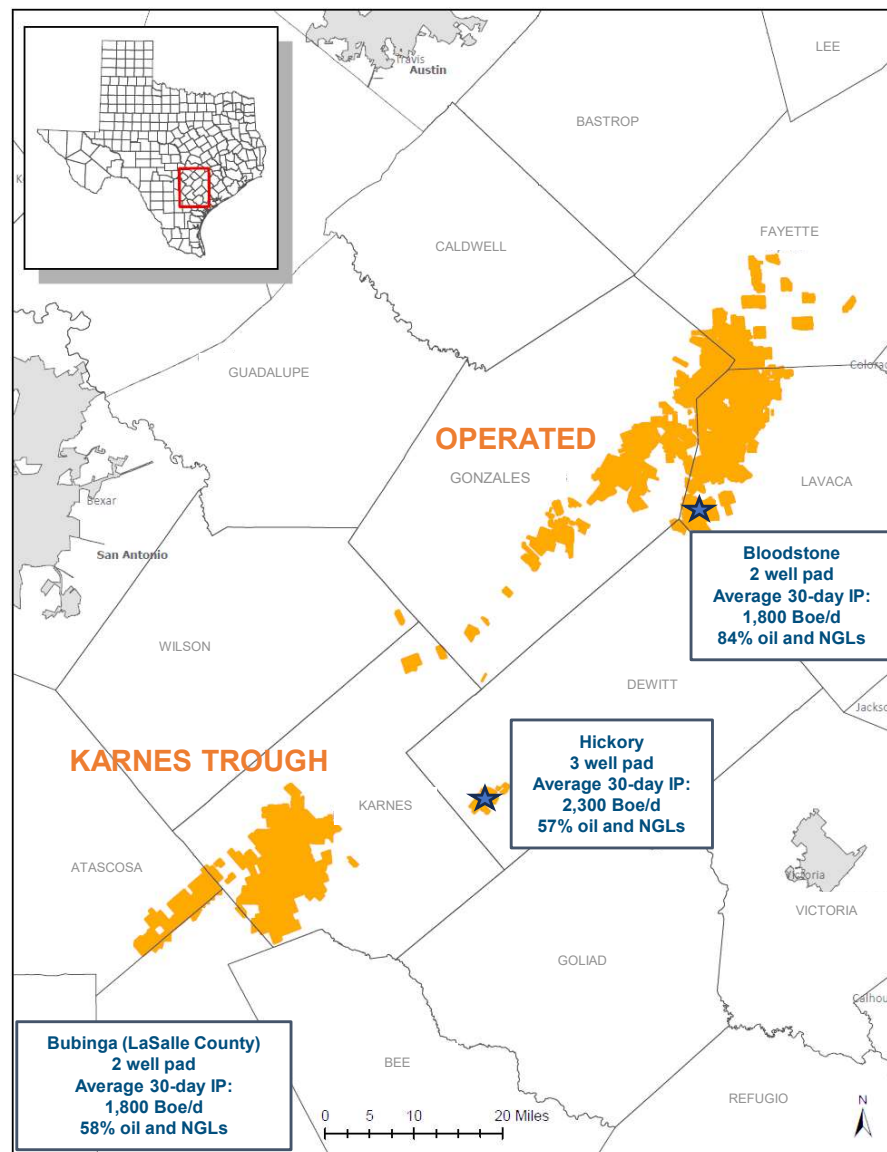 Travis
Austin
LEE
BASTROP
FAYETTE
CALDWELL
Colorad
GUADALUPE
OPERATED
GONZALES
LAVACA
Bexar
San Antonio
Bloodstone
2 well pad
Average 30-day IP:
1,800 Boe/d
84% oil and NGLs
WILSON
DEWITT
Jackso
KARNES TROUGH
Hickory
3 well pad
Average 30-day IP:
2,300 Boe/d
57% oil and NGLs
KARNES
ATASCOSA
Victoria
VICTORIA
GOLIAD
Calhou
Bubinga (LaSalle County)
2 well pad
Average 30-day IP:
1,800 Boe/d
58% oil and NGLs
BEE
REFUGIO
0 5 10 20 Miles
N